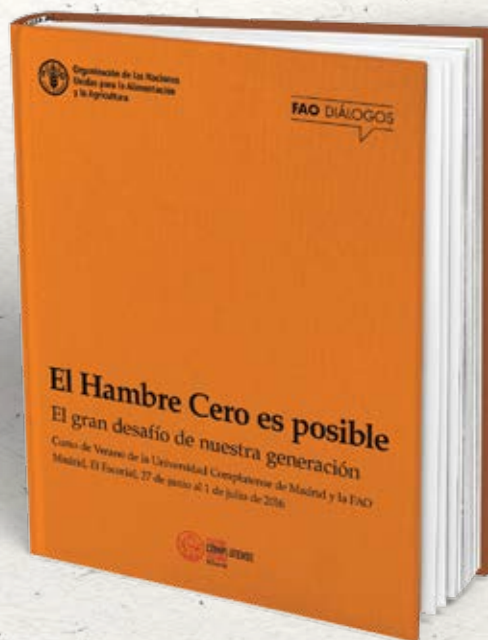 Organización de las Naciones
Unidas para la Alimentación
y la Agricultura
FAO DIÁLOGOS
El Hambre Cero es posible
El gran desafío de nuestra generación
Curso de Verano de la Universidad Complutense de Madrid y la FAO
Madrid, El Escorial, 27 de junio al 1 de julio de 2016
COMPLUTENSE